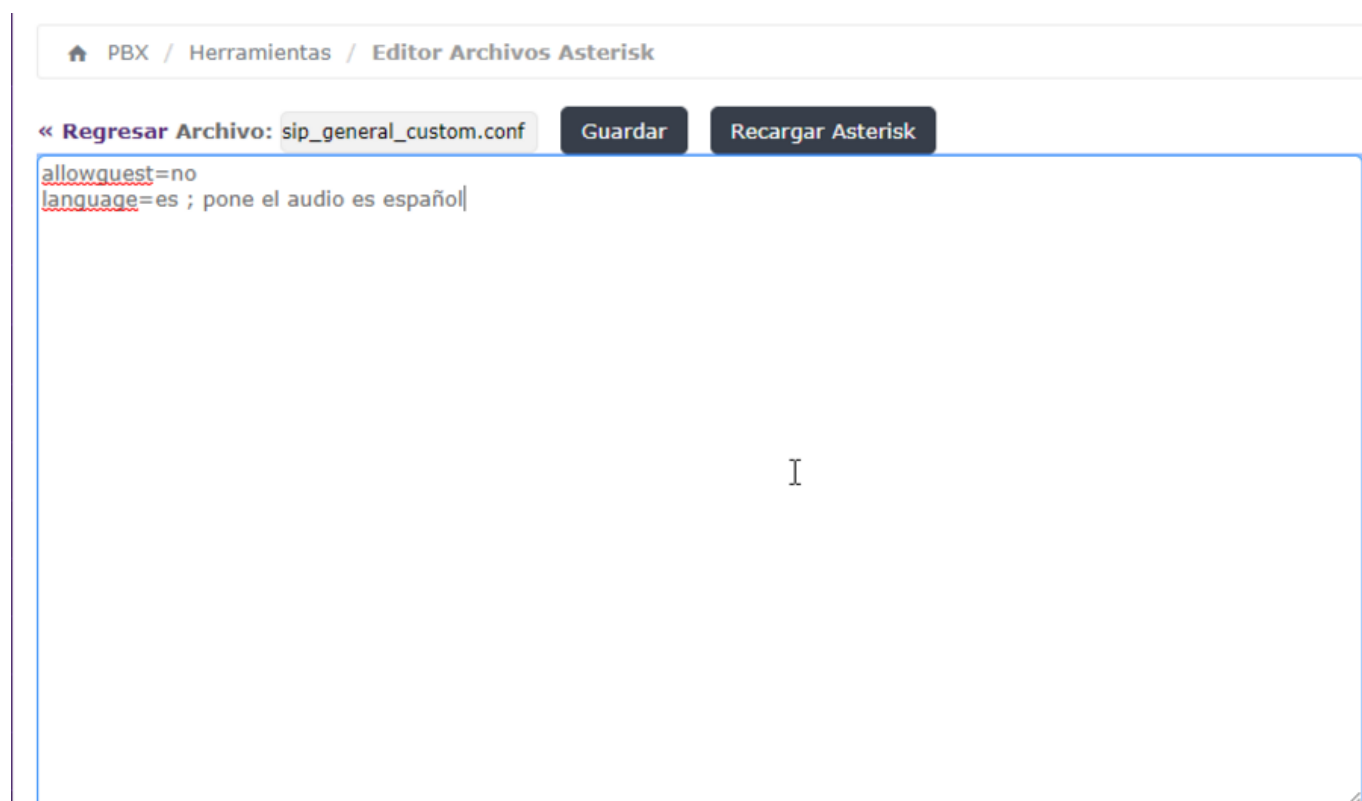 PBX / Herramientas / Editor Archivos Asterisk
« Regresar Archivo: sip_general_custom.conf Guardar Recargar Asterisk
allowguest=no
language=es ; pone el audio es español